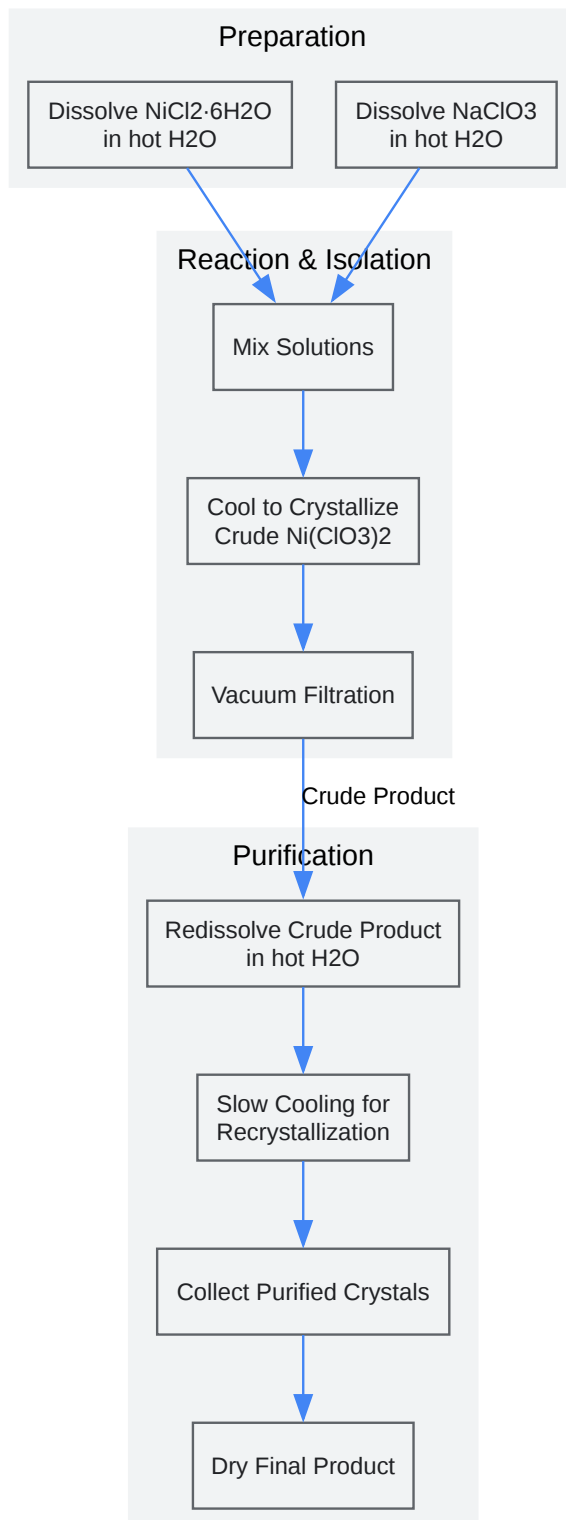 Preparation
Dissolve NiCl2·6H2O
in hot H2O
Dissolve NaClO3
in hot H2O
Reaction & Isolation
Mix Solutions
Cool to Crystallize
Crude Ni(ClO3)2
Vacuum Filtration
Crude Product
Purification
Redissolve Crude Product
in hot H2O
Slow Cooling for
Recrystallization
Collect Purified Crystals
Dry Final Product